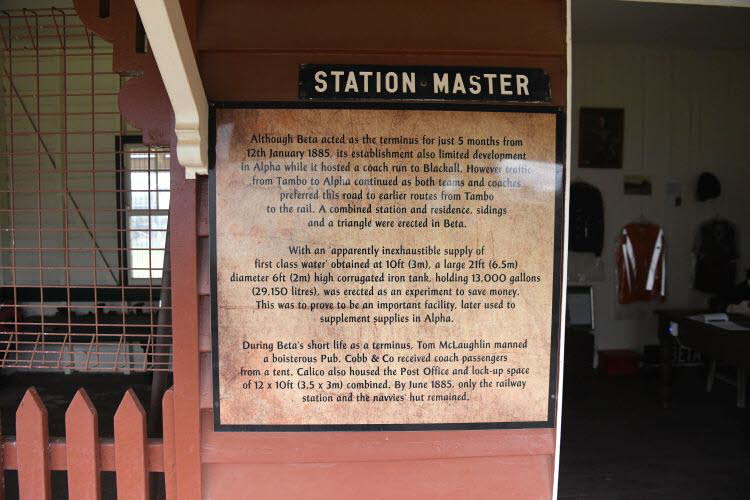 STATION MASTER
Although Beta acted as the terminus for just 5 months from
12th January 1885, its establishment also limited development
in Alpha while it hosted a coach run to Blackall. However traffic
from Tambo to Alpha continued as both teams and coaches
preferred this road to earlier routes from Tambo
to the rail. A combined station and residence, sidings
and a triangle were erected in Beta.
With an 'apparently inexhaustible supply of
first class water' obtained at 10ft (3m), a large 21ft (6.5m)
diameter 6ft (2m) high corrugated iron tank, holding 13,000 gallons
(29,150 litres), was erected as an experiment to save money.
This was to prove to be an important facility, later used to
supplement supplies in Alpha.
During Beta's short life as a terminus, Tom McLaughlin manned
a boisterous Pub. Cobb & Co received coach passengers
from a tent. Calico also housed the Post Office and lock-up space
of 12 x 10ft (3.5 x 3m) combined. By June 1885, only the railway
station and the navvies' hut remained.